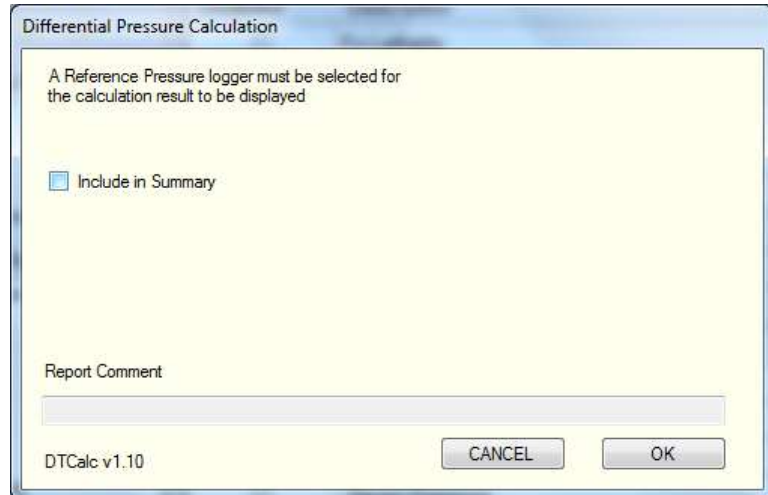 Differential Pressure Calculation
A Reference Pressure logger must be selected for
the calculation result to be displayed
Include in Summary
Report Comment
DTCalc v1.10
CANCEL
OK